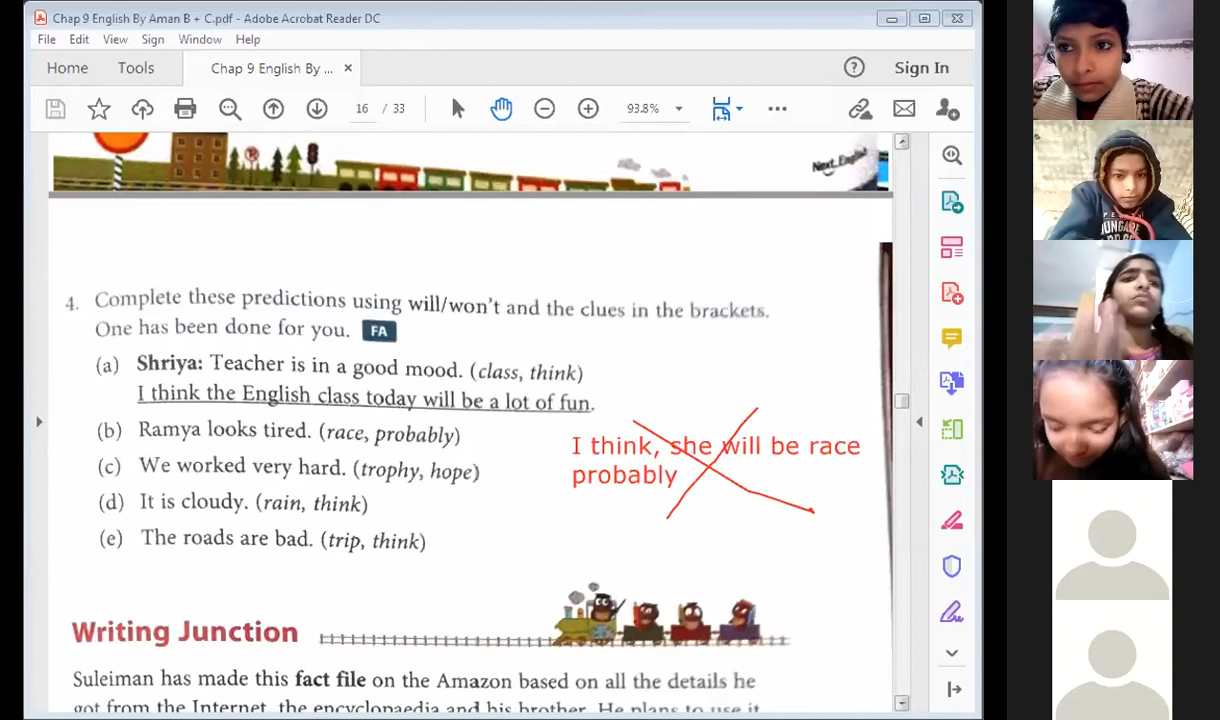 Chap 9 English By Aman B + C.pdf - Adobe Acrobat Reader DC
File Edit View Sign Window Help
Home Tools Chap 9 English By ... × Sign In
16 / 33 93.8%
Next English
4. Complete these predictions using will/won't and the clues in the brackets.
One has been done for you. FA
(a) Shriya: Teacher is in a good mood. (class, think)
I think the English class today will be a lot of fun.
(b) Ramya looks tired. (race, probably)
I think, she will be race
probably
(c) We worked very hard. (trophy, hope)
(d) It is cloudy. (rain, think)
(e) The roads are bad. (trip, think)
Writing Junction
Suleiman has made this fact file on the Amazon based on all the details he
got from the Internet, the encyclopaedia and his brother. He plans to use it